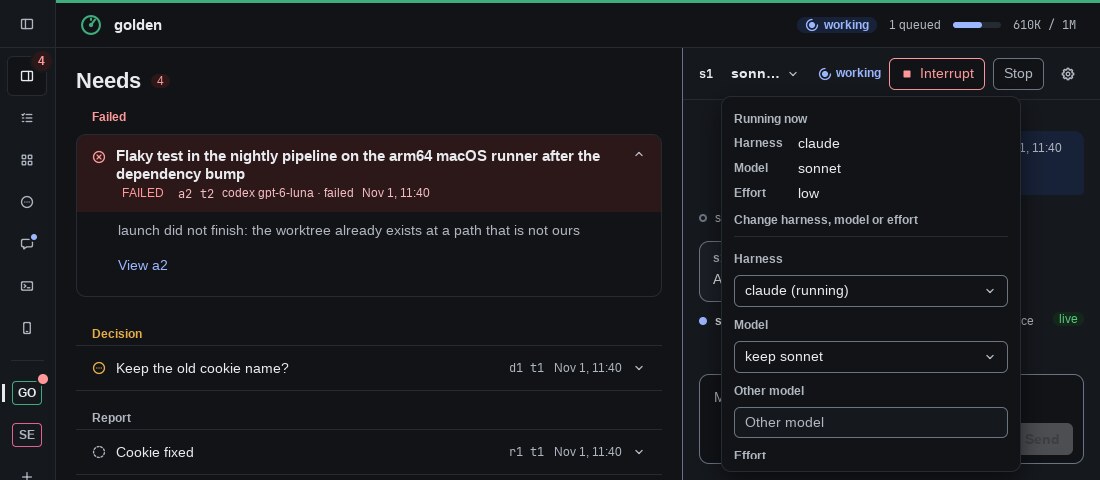 golden
working
1 queued
610K / 1M
4
Needs 4
Failed
Flaky test in the nightly pipeline on the arm64 macOS runner after the
dependency bump
FAILED a2 t2 codex gpt-6-luna · failed Nov 1, 11:40
launch did not finish: the worktree already exists at a path that is not ours
View a2
Decision
Keep the old cookie name? d1 t1 Nov 1, 11:40
Report
Cookie fixed r1 t1 Nov 1, 11:40
GO
SE
s1 sonn... working Interrupt Stop
Running now
Harness claude
Model sonnet
Effort low
Change harness, model or effort
Harness
claude (running)
Model
keep sonnet
Other model
Other model
Effort
11:40
live
Send